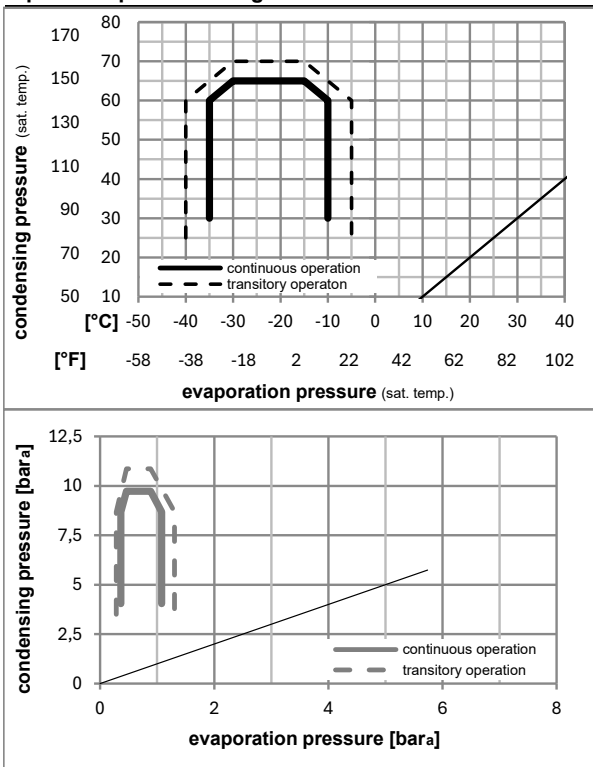 170 80
70
150 60
130 50
110 40
90 30
70 20
50 10
condensing pressure (sat. temp.)
continuous operation
transitory operaton
[°C] -50 -40 -30 -20 -10 0 10 20 30 40
[°F] -58 -38 -18 2 22 42 62 82 102
evaporation pressure (sat. temp.)
12,5
10
7,5
5
2,5
0
condensing pressure [bara]
continuous operation
transitory operation
0 2 4 6 8
evaporation pressure [bara]